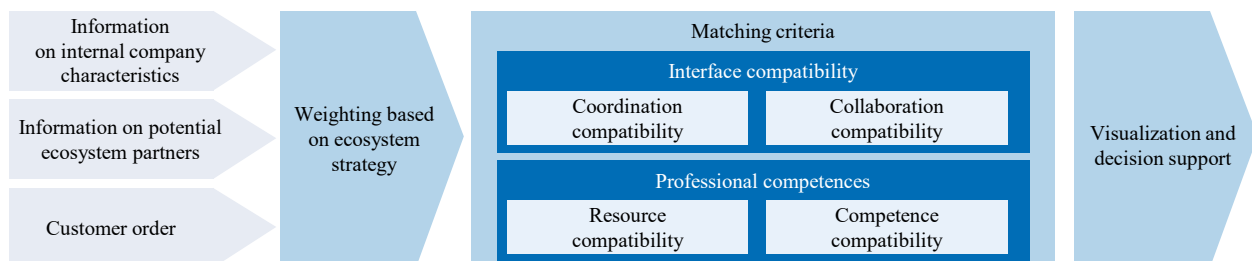 Information
on internal company
characteristics
Information on potential
ecosystem partners
Customer order
Weighting based
on ecosystem
strategy
Matching criteria
Interface compatibility
Coordination
compatibility
Collaboration
compatibility
Professional competences
Resource
compatibility
Competence
compatibility
Visualization and
decision support